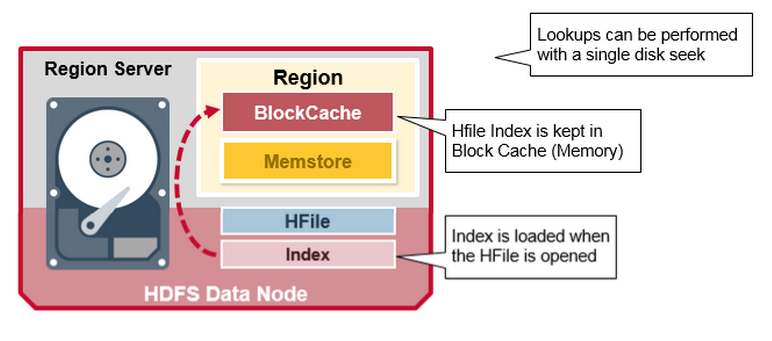 Lookups can be performed
with a single disk seek
Region Server
Region
BlockCache
Hfile Index is kept in
Block Cache (Memory)
Memstore
HFile
Index is loaded when
the HFile is opened
Index
HDFS Data Node